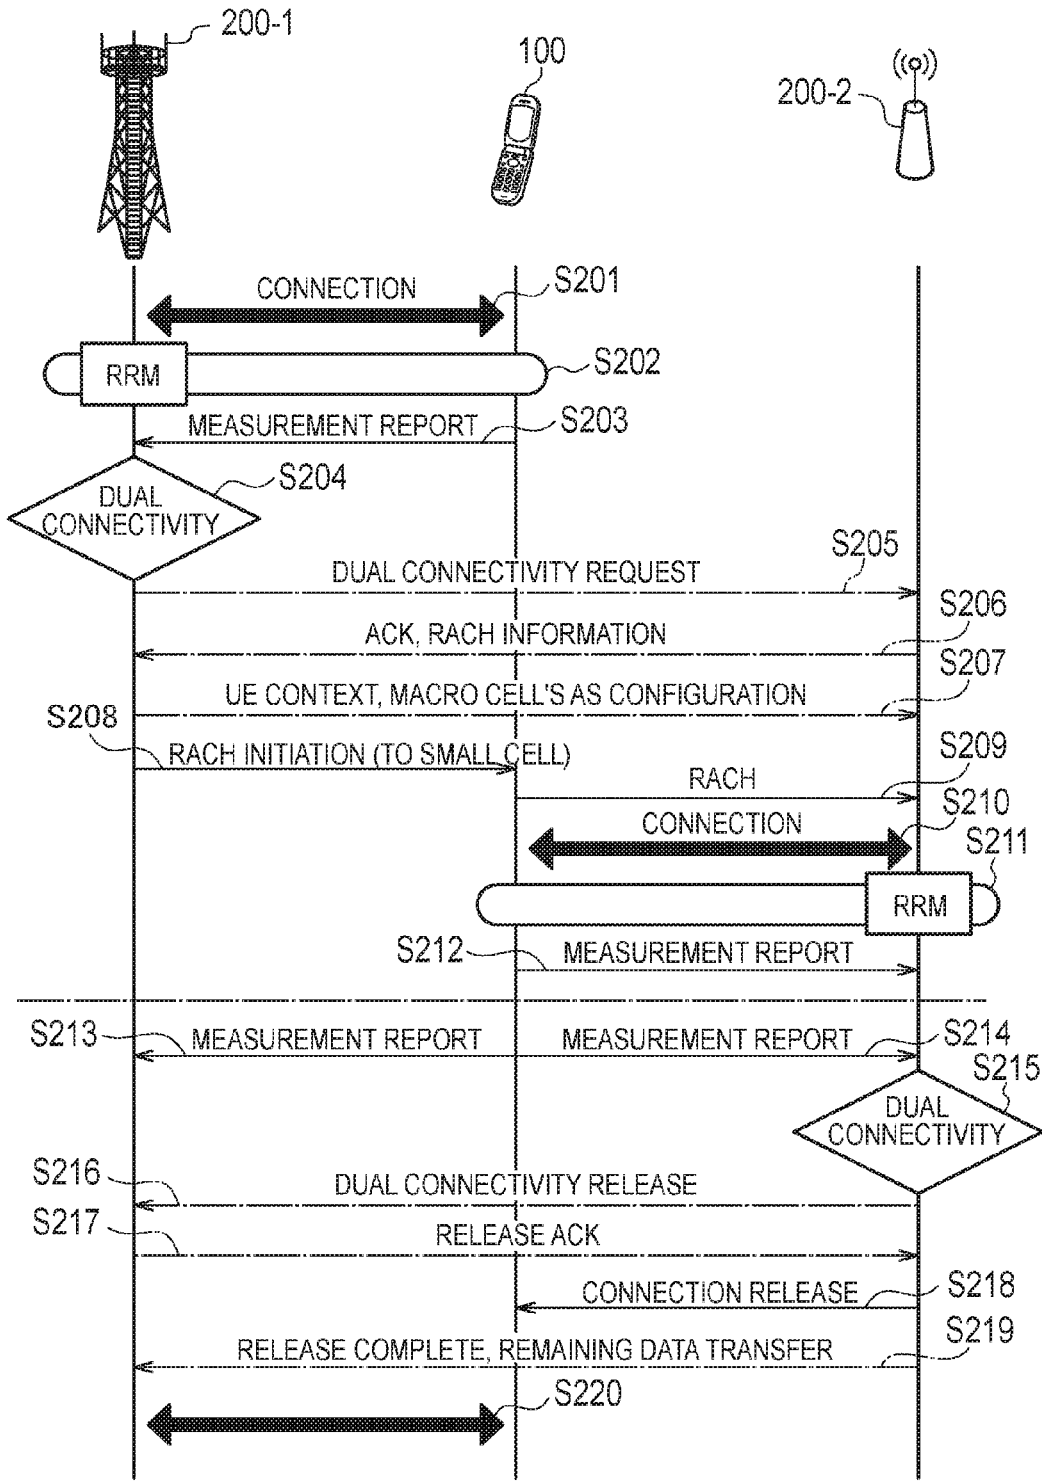 200-1
100
200-2
CONNECTION
S201
RRM
S202
MEASUREMENT REPORT
S203
S204
DUAL
CONNECTIVITY
S205
DUAL CONNECTIVITY REQUEST
S206
ACK, RACH INFORMATION
S207
UE CONTEXT, MACRO CELL'S AS CONFIGURATION
S208
RACH INITIATION (TO SMALL CELL)
S209
RACH
S210
CONNECTION
S211
RRM
S212
MEASUREMENT REPORT
S213
MEASUREMENT REPORT
MEASUREMENT REPORT
S214
S215
DUAL
CONNECTIVITY
S216
DUAL CONNECTIVITY RELEASE
S217
RELEASE ACK
CONNECTION RELEASE
S218
S219
RELEASE COMPLETE, REMAINING DATA TRANSFER
S220